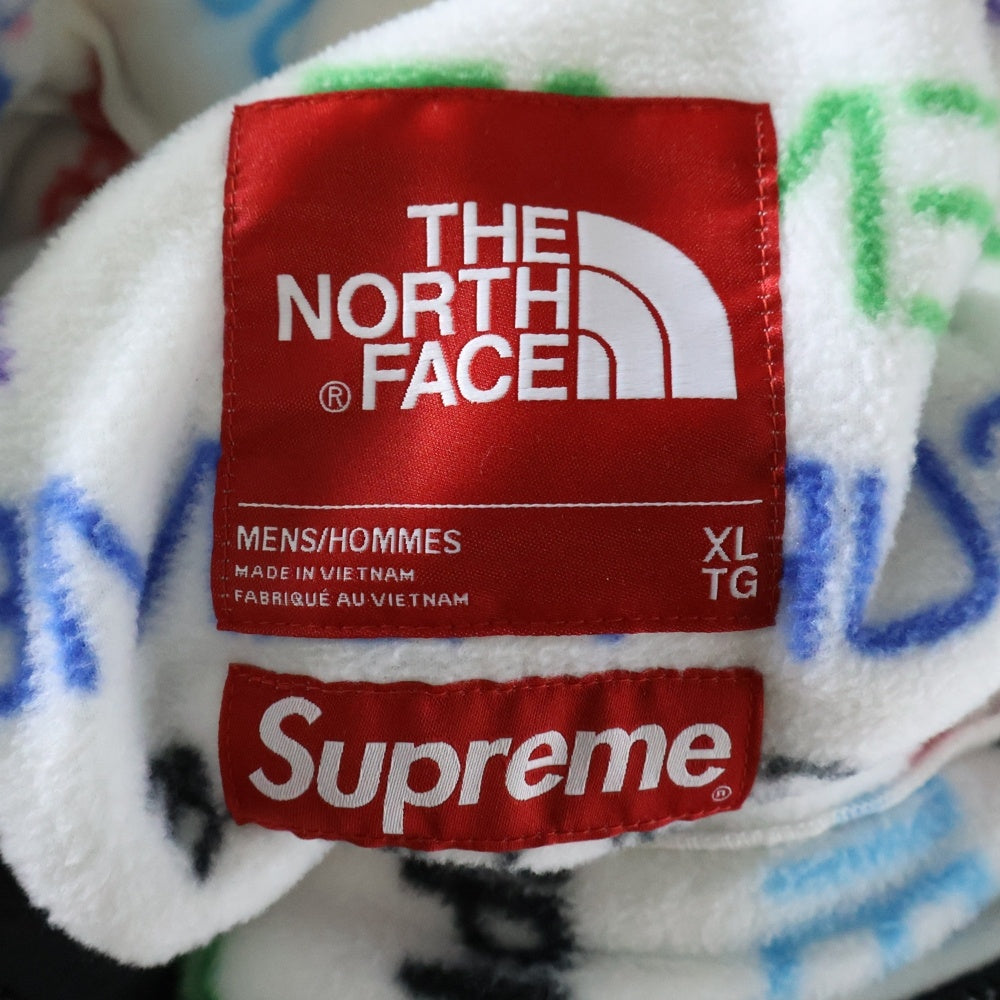 THE
NORTH
® FACE
MENS/HOMMES XL
MADE IN VIETNAM TG
FABRIQUÉ AU VIETNAM
Supreme